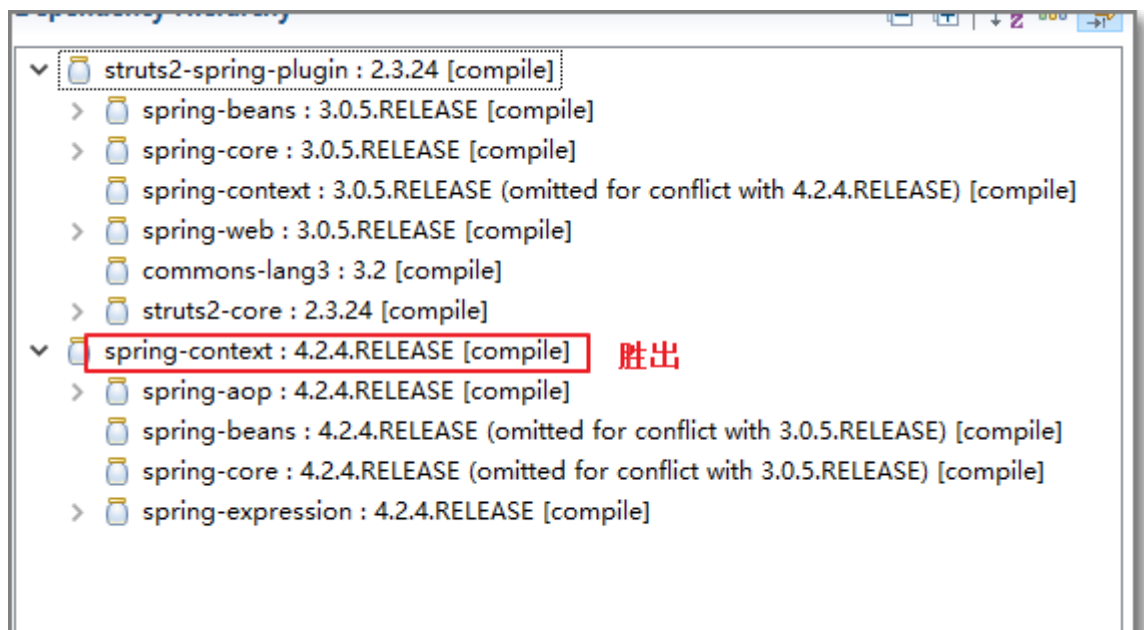 Dependency Hierarchy
struts2-spring-plugin : 2.3.24 [compile]
spring-beans : 3.0.5.RELEASE [compile]
spring-core : 3.0.5.RELEASE [compile]
spring-context : 3.0.5.RELEASE (omitted for conflict with 4.2.4.RELEASE) [compile]
spring-web : 3.0.5.RELEASE [compile]
commons-lang3 : 3.2 [compile]
struts2-core : 2.3.24 [compile]
spring-context : 4.2.4.RELEASE [compile] 胜出
spring-aop : 4.2.4.RELEASE [compile]
spring-beans : 4.2.4.RELEASE (omitted for conflict with 3.0.5.RELEASE) [compile]
spring-core : 4.2.4.RELEASE (omitted for conflict with 3.0.5.RELEASE) [compile]
spring-expression : 4.2.4.RELEASE [compile]